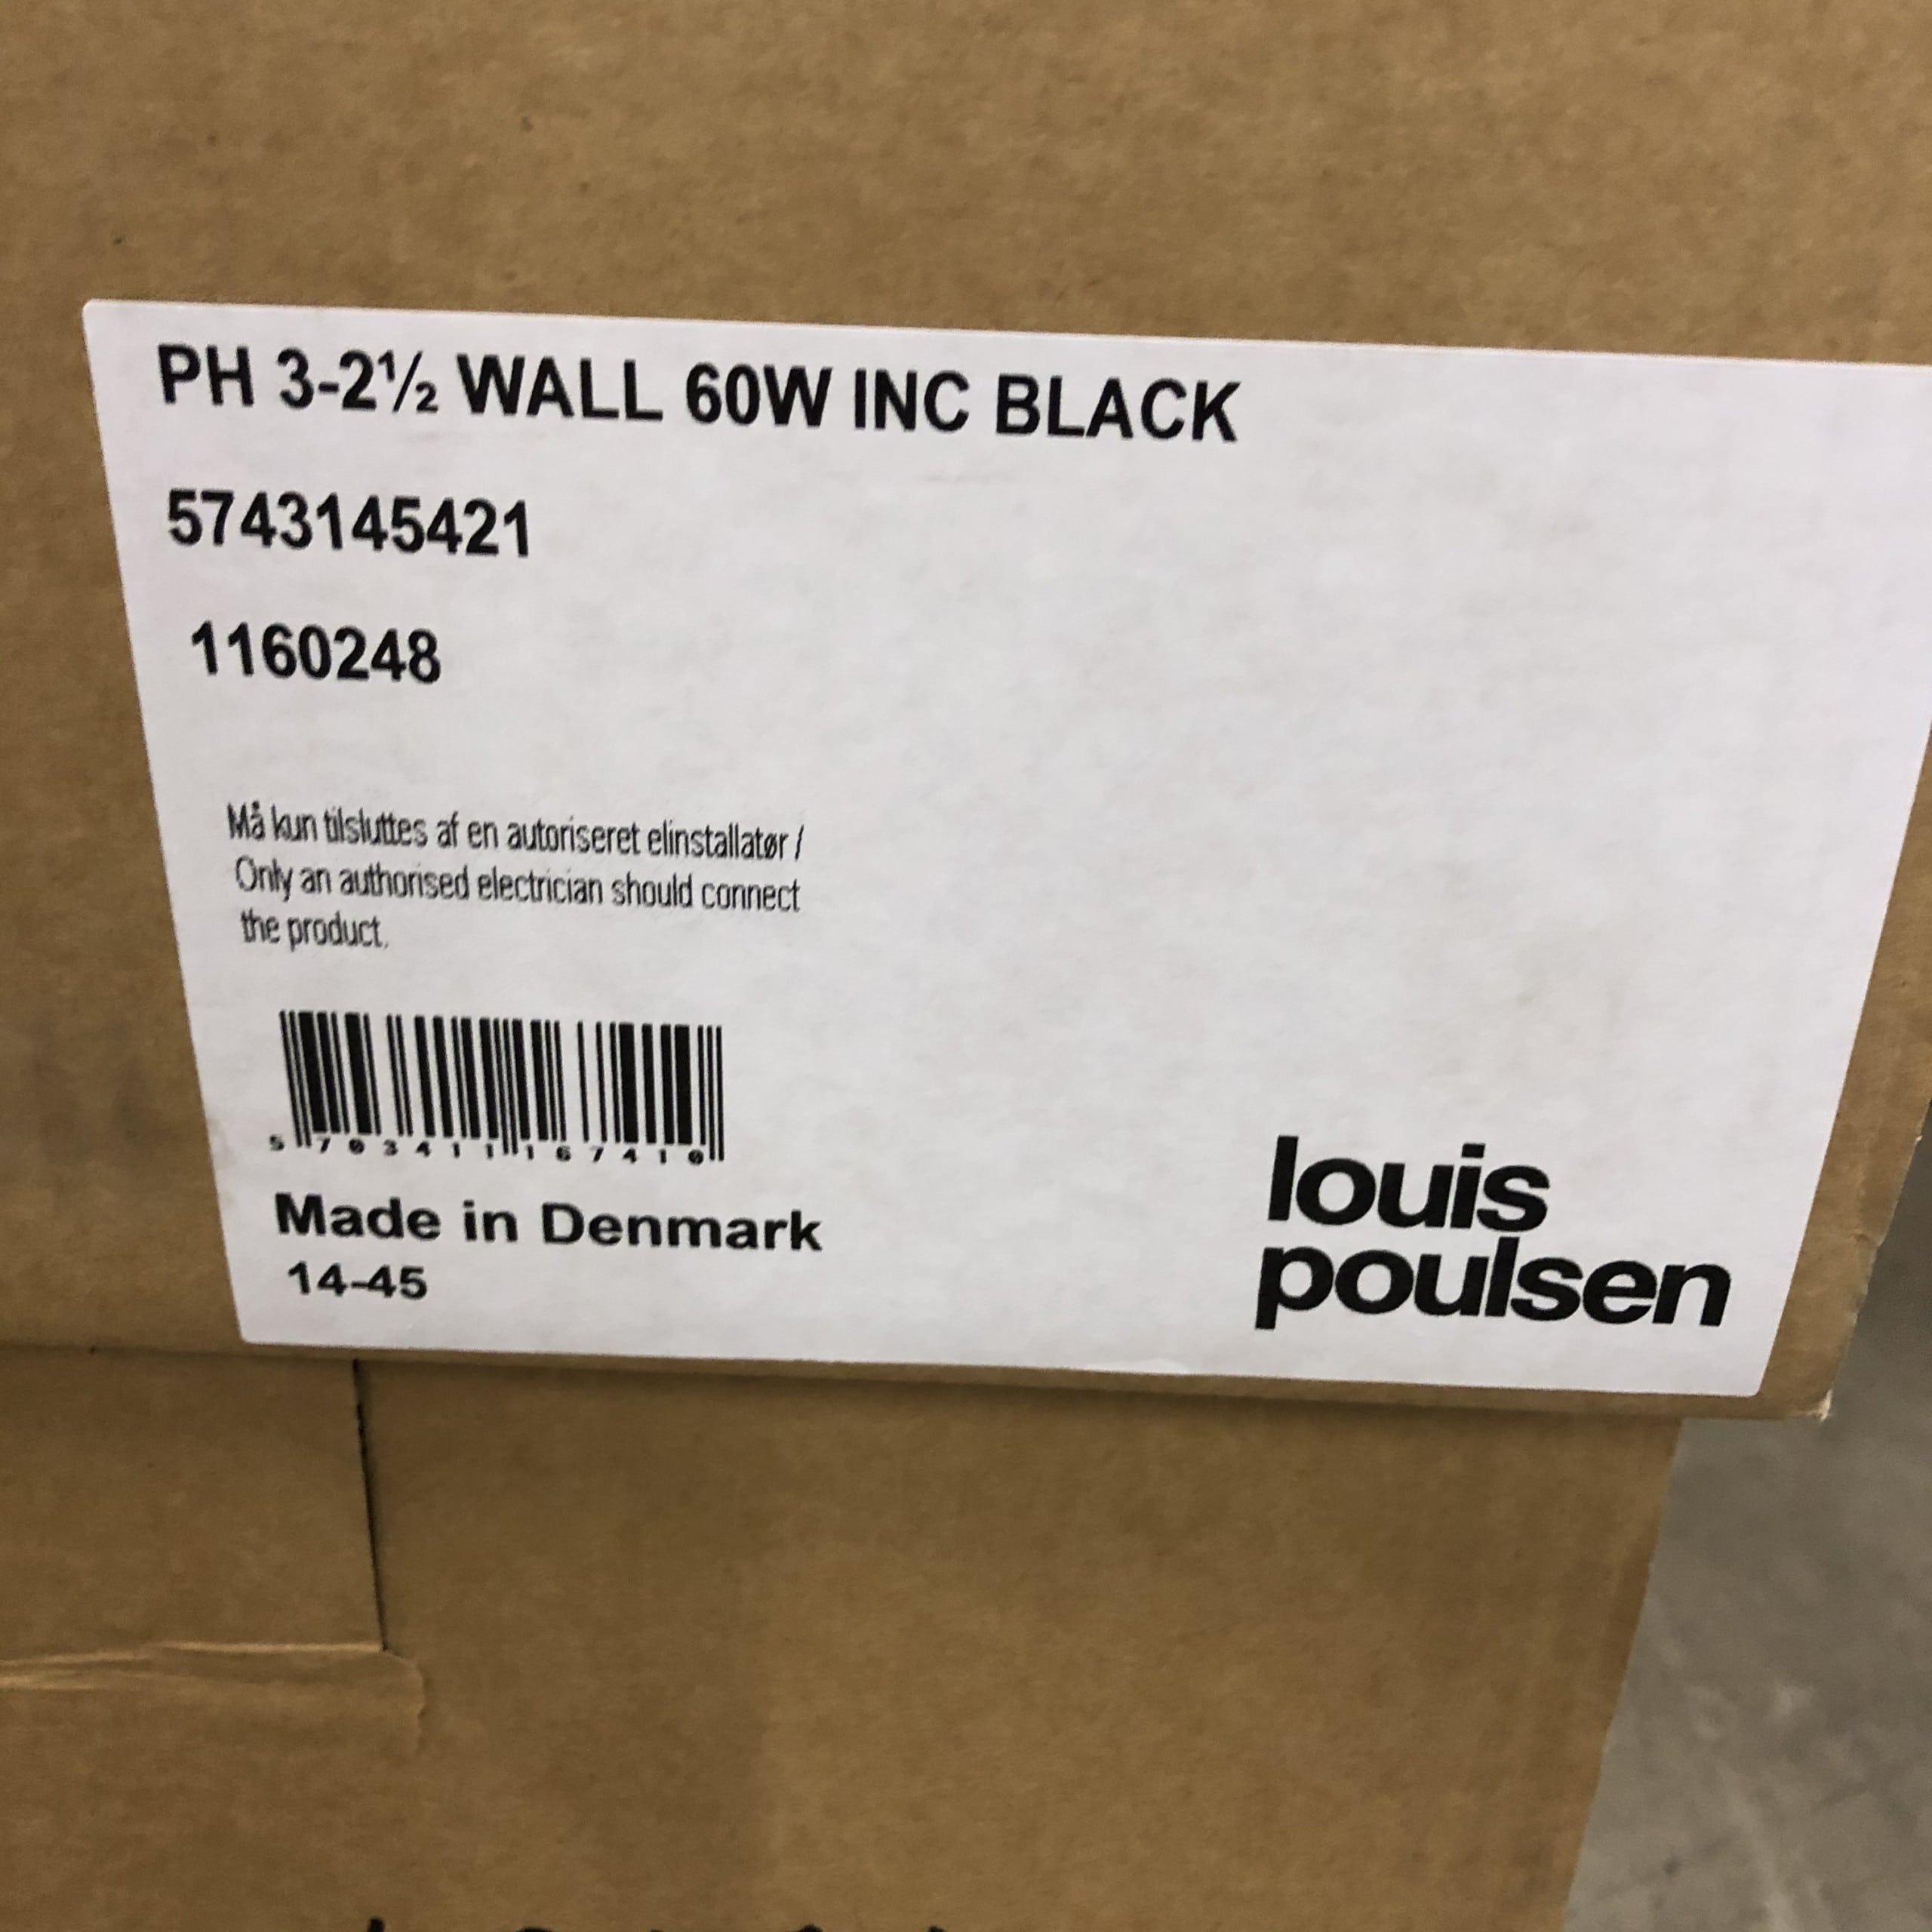 PH 3-2½ WALL 60W INC BLACK
5743145421
1160248
Må kun tilsluttes af en autoriseret elinstallatør /
Only an authorised electrician should connect
the product.
5 703411 167410
Made in Denmark
14-45
louis
poulsen